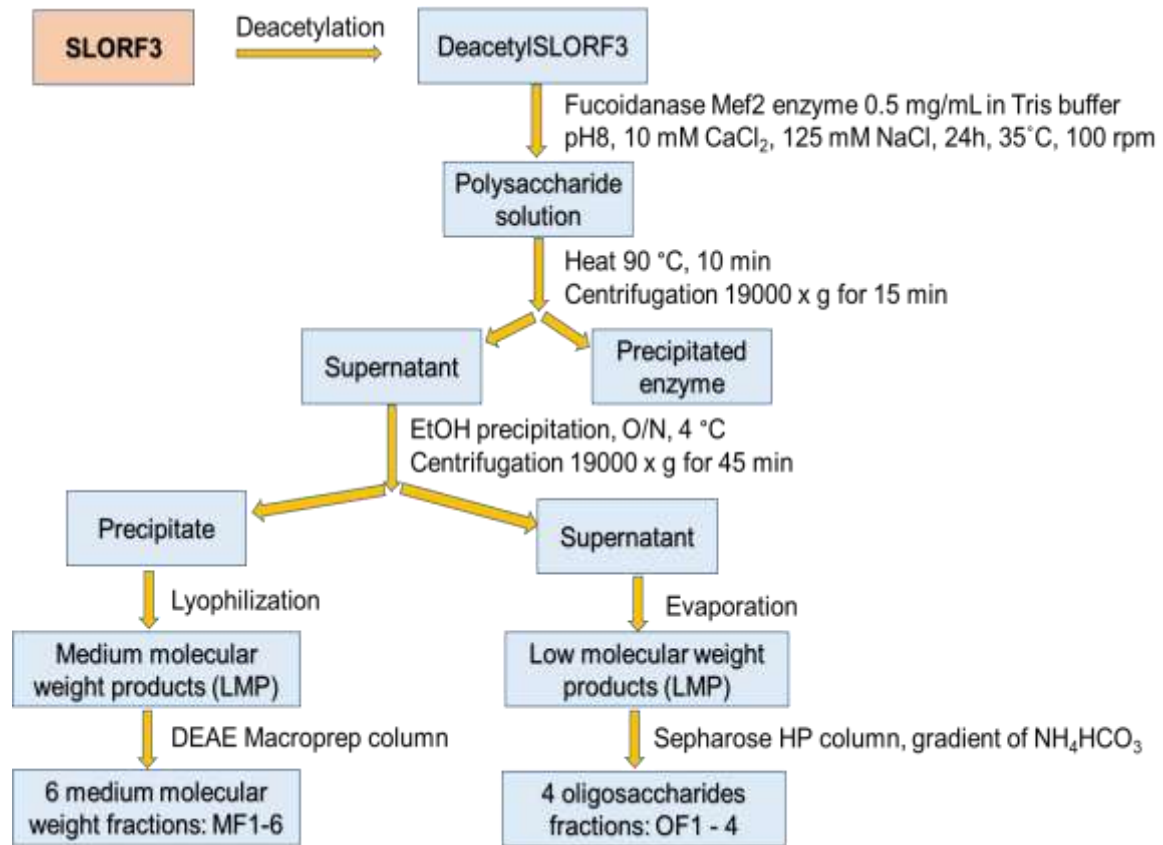 SLORF3
Deacetylation
DeacetylSLORF3
Fucoidanase Mef2 enzyme 0.5 mg/mL in Tris buffer
pH8, 10 mM CaCl₂, 125 mM NaCl, 24h, 35˚C, 100 rpm
Polysaccharide
solution
Heat 90 °C, 10 min
Centrifugation 19000 x g for 15 min
Supernatant
Precipitated
enzyme
EtOH precipitation, O/N, 4 °C
Centrifugation 19000 x g for 45 min
Precipitate
Supernatant
Lyophilization
Evaporation
Medium molecular
weight products (LMP)
Low molecular weight
products (LMP)
DEAE Macroprep column
Sepharose HP column, gradient of NH₄HCO₃
6 medium molecular
weight fractions: MF1-6
4 oligosaccharides
fractions: OF1 - 4